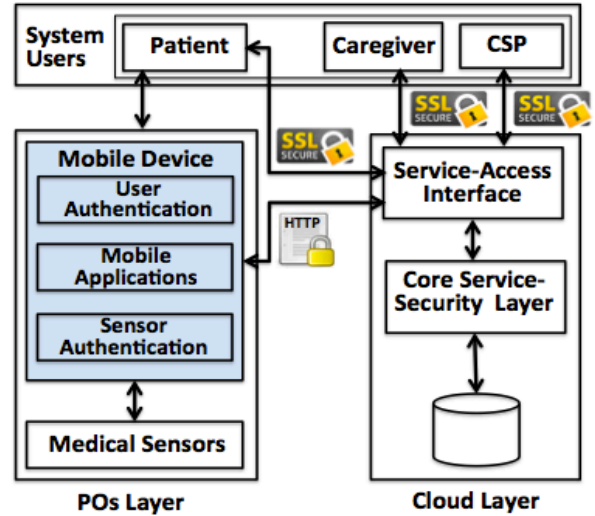 System
Users
Patient
Caregiver
CSP
SSL
SECURE
SSL
SECURE
SSL
SECURE
Mobile Device
User
Authentication
Mobile
Applications
Sensor
Authentication
Medical Sensors
POs Layer
HTTP
Service-Access
Interface
Core Service-
Security Layer
Cloud Layer